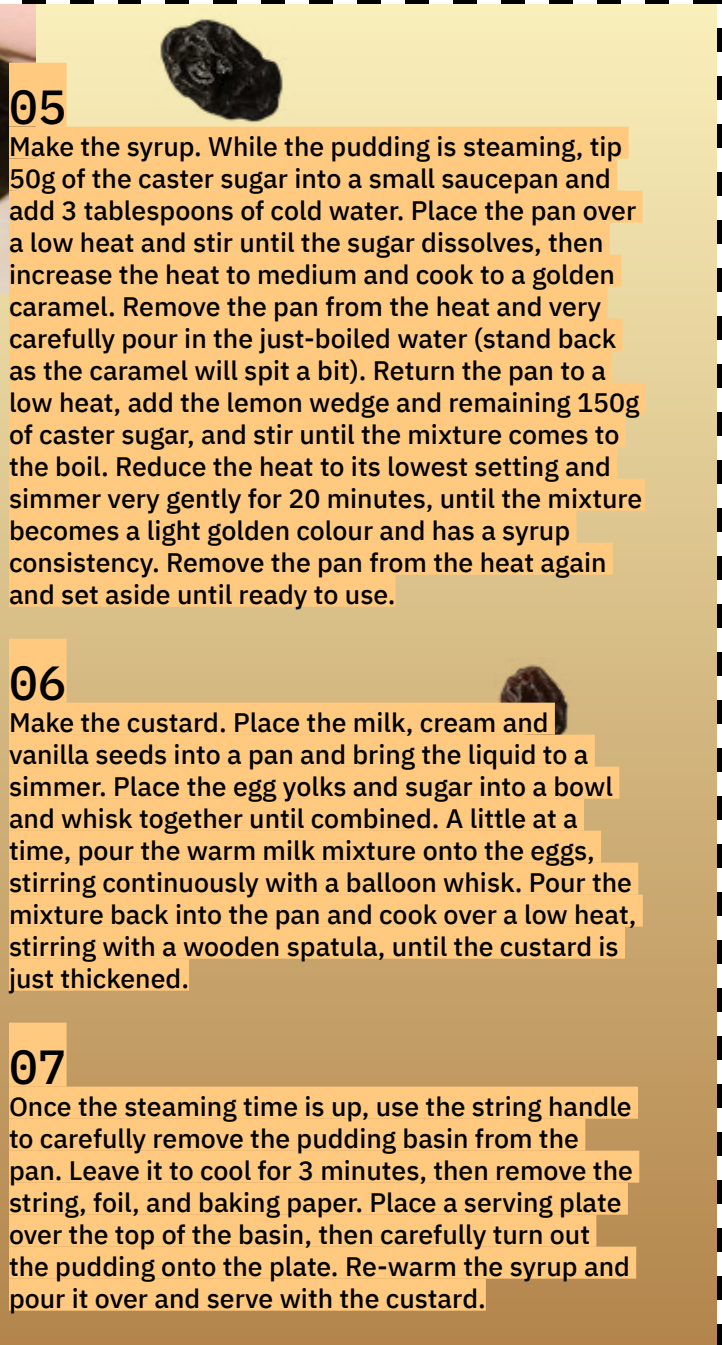 05
Make the syrup. While the pudding is steaming, tip
50g of the caster sugar into a small saucepan and
add 3 tablespoons of cold water. Place the pan over
a low heat and stir until the sugar dissolves, then
increase the heat to medium and cook to a golden
caramel. Remove the pan from the heat and very
carefully pour in the just-boiled water (stand back
as the caramel will spit a bit). Return the pan to a
low heat, add the lemon wedge and remaining 150g
of caster sugar, and stir until the mixture comes to
the boil. Reduce the heat to its lowest setting and
simmer very gently for 20 minutes, until the mixture
becomes a light golden colour and has a syrup
consistency. Remove the pan from the heat again
and set aside until ready to use.
06
Make the custard. Place the milk, cream and
vanilla seeds into a pan and bring the liquid to a
simmer. Place the egg yolks and sugar into a bowl
and whisk together until combined. A little at a
time, pour the warm milk mixture onto the eggs,
stirring continuously with a balloon whisk. Pour the
mixture back into the pan and cook over a low heat,
stirring with a wooden spatula, until the custard is
just thickened.
07
Once the steaming time is up, use the string handle
to carefully remove the pudding basin from the
pan. Leave it to cool for 3 minutes, then remove the
string, foil, and baking paper. Place a serving plate
over the top of the basin, then carefully turn out
the pudding onto the plate. Re-warm the syrup and
pour it over and serve with the custard.